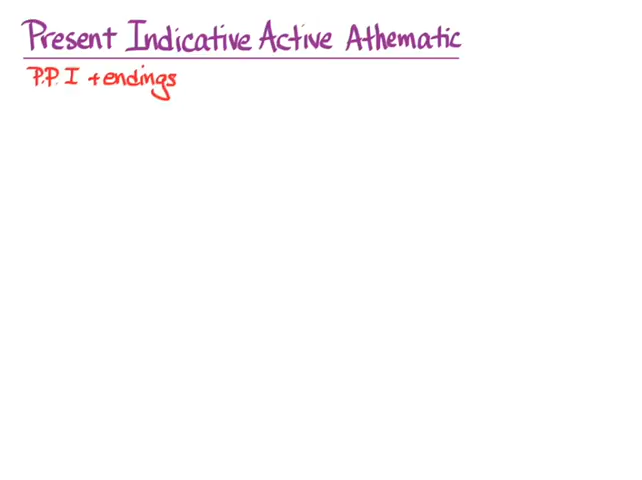 Present Indicative Active Athematic
P.P. I + endings